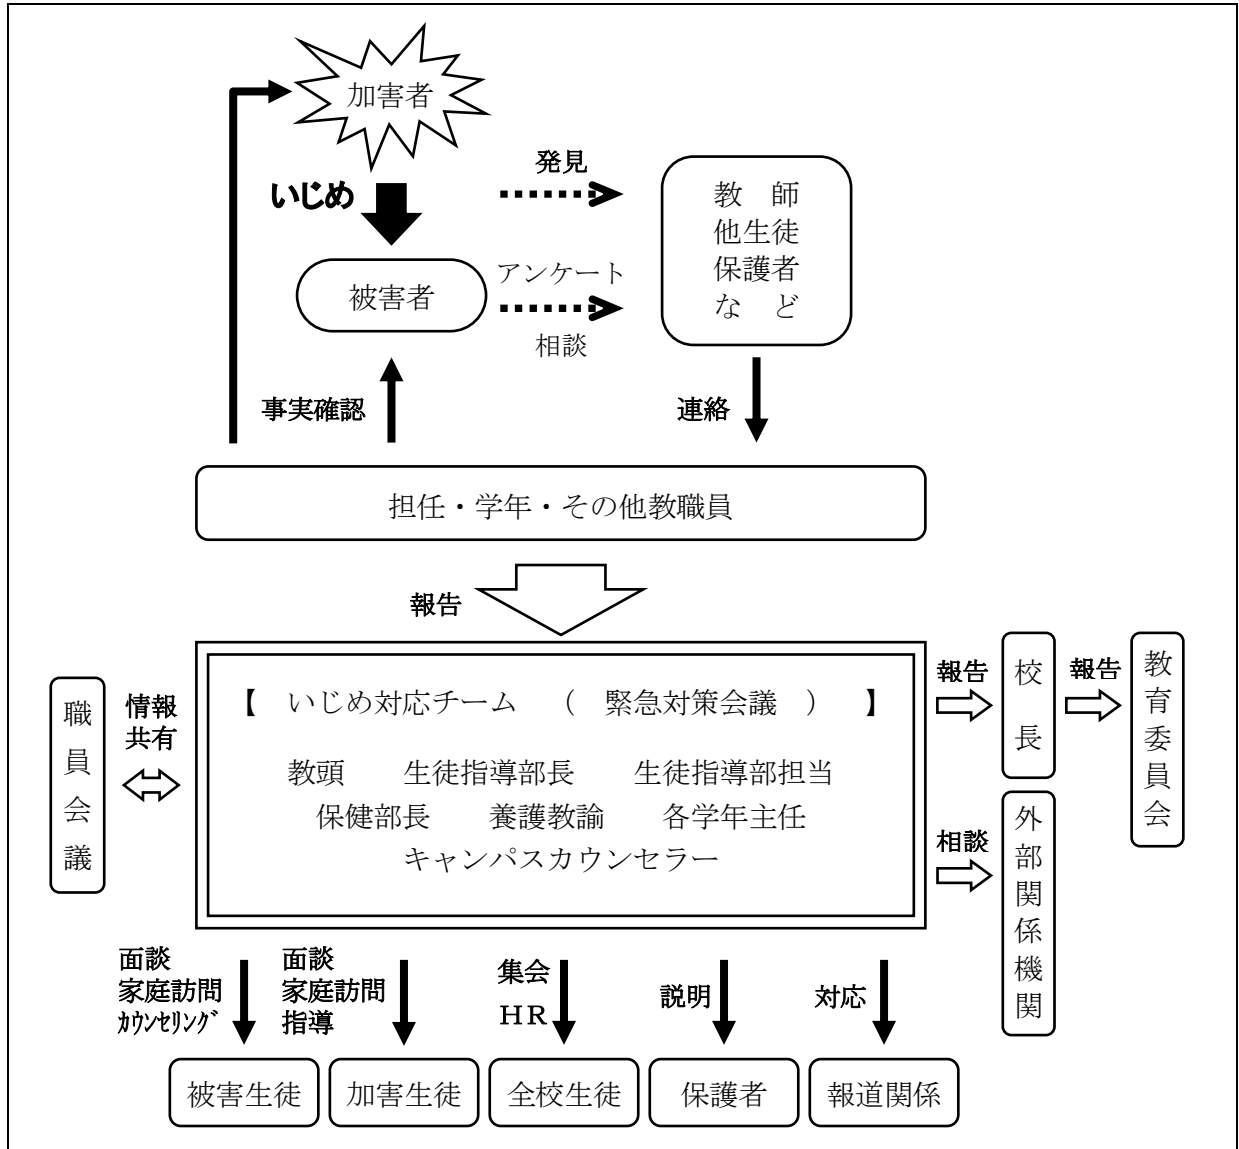 加害者
いじめ
発見
教　師
他生徒
保護者
な　ど
被害者
アンケート
相談
事実確認
連絡
担任・学年・その他教職員
報告
【　いじめ対応チーム　（　緊急対策会議　）　】
教頭　　生徒指導部長　　生徒指導部担当
保健部長　　養護教諭　　各学年主任
キャンパスカウンセラー
職員会議
情報
共有
報告
校長
報告
教育委員会
相談
外部関係機関
面談
家庭訪問
ｶｳﾝｾﾘﾝｸﾞ
面談
家庭訪問
指導
集会
ＨＲ
説明
対応
被害生徒
加害生徒
全校生徒
保護者
報道関係